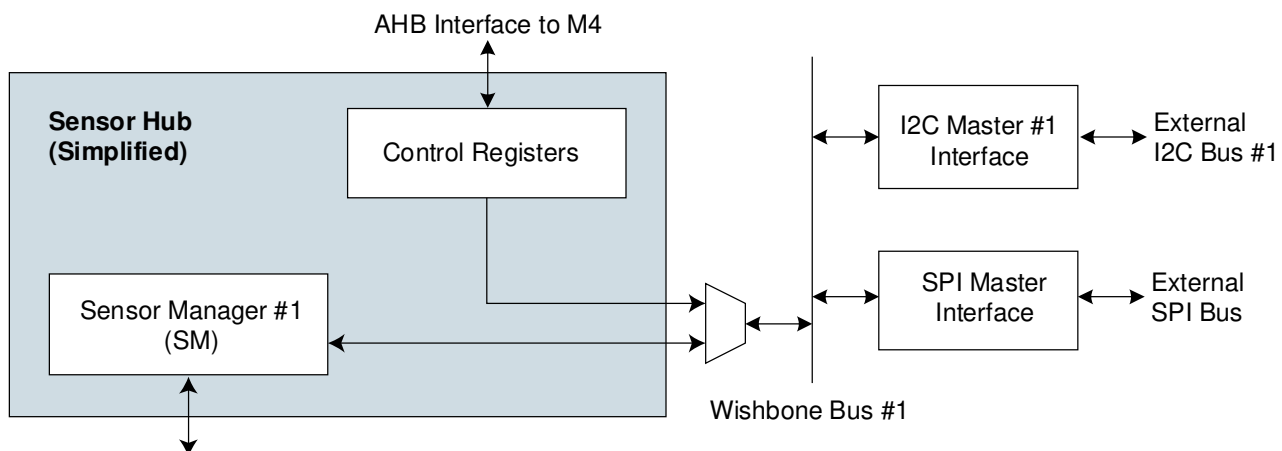 AHB Interface to M4
Sensor Hub
(Simplified)
Control Registers
I2C Master #1
Interface
External
I2C Bus #1
Sensor Manager #1
(SM)
SPI Master
Interface
External
SPI Bus
Wishbone Bus #1